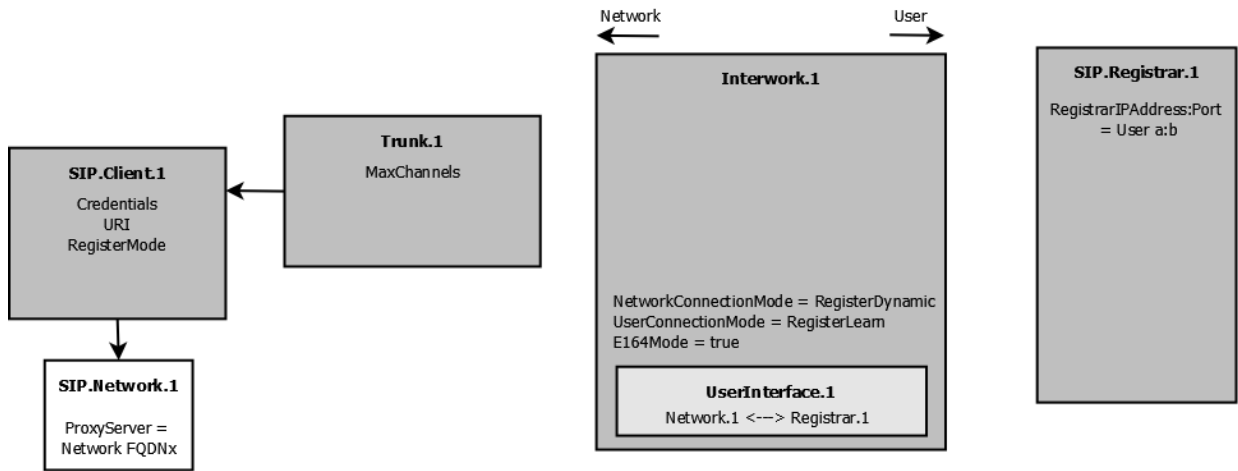 Network
User
SIP.Client.1
Credentials
URI
RegisterMode
SIP.Network.1
ProxyServer =
Network FQDNx
Trunk.1
MaxChannels
Interwork.1
NetworkConnectionMode = RegisterDynamic
UserConnectionMode = RegisterLearn
E164Mode = true
UserInterface.1
Network.1 <---> Registrar.1
SIP.Registrar.1
RegistrarIPAddress:Port
= User a:b